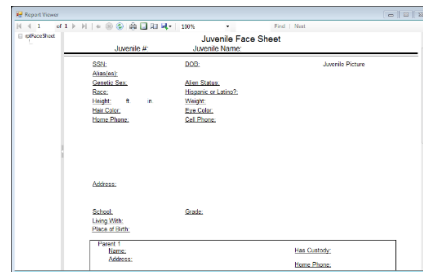 Report Viewer
1 of 1 100% Find | Next
rptFaceSheet
Juvenile Face Sheet
Juvenile #: Juvenile Name:
SSN: DOB: Juvenile Picture
Alias(es):
Genetic Sex: Alien Status:
Race: Hispanic or Latino?:
Height: ft in Weight:
Hair Color: Eye Color:
Home Phone: Cell Phone:
Address:
School: Grade:
Living With:
Place of Birth:
Parent 1
Name: Has Custody:
Address:
Home Phone: